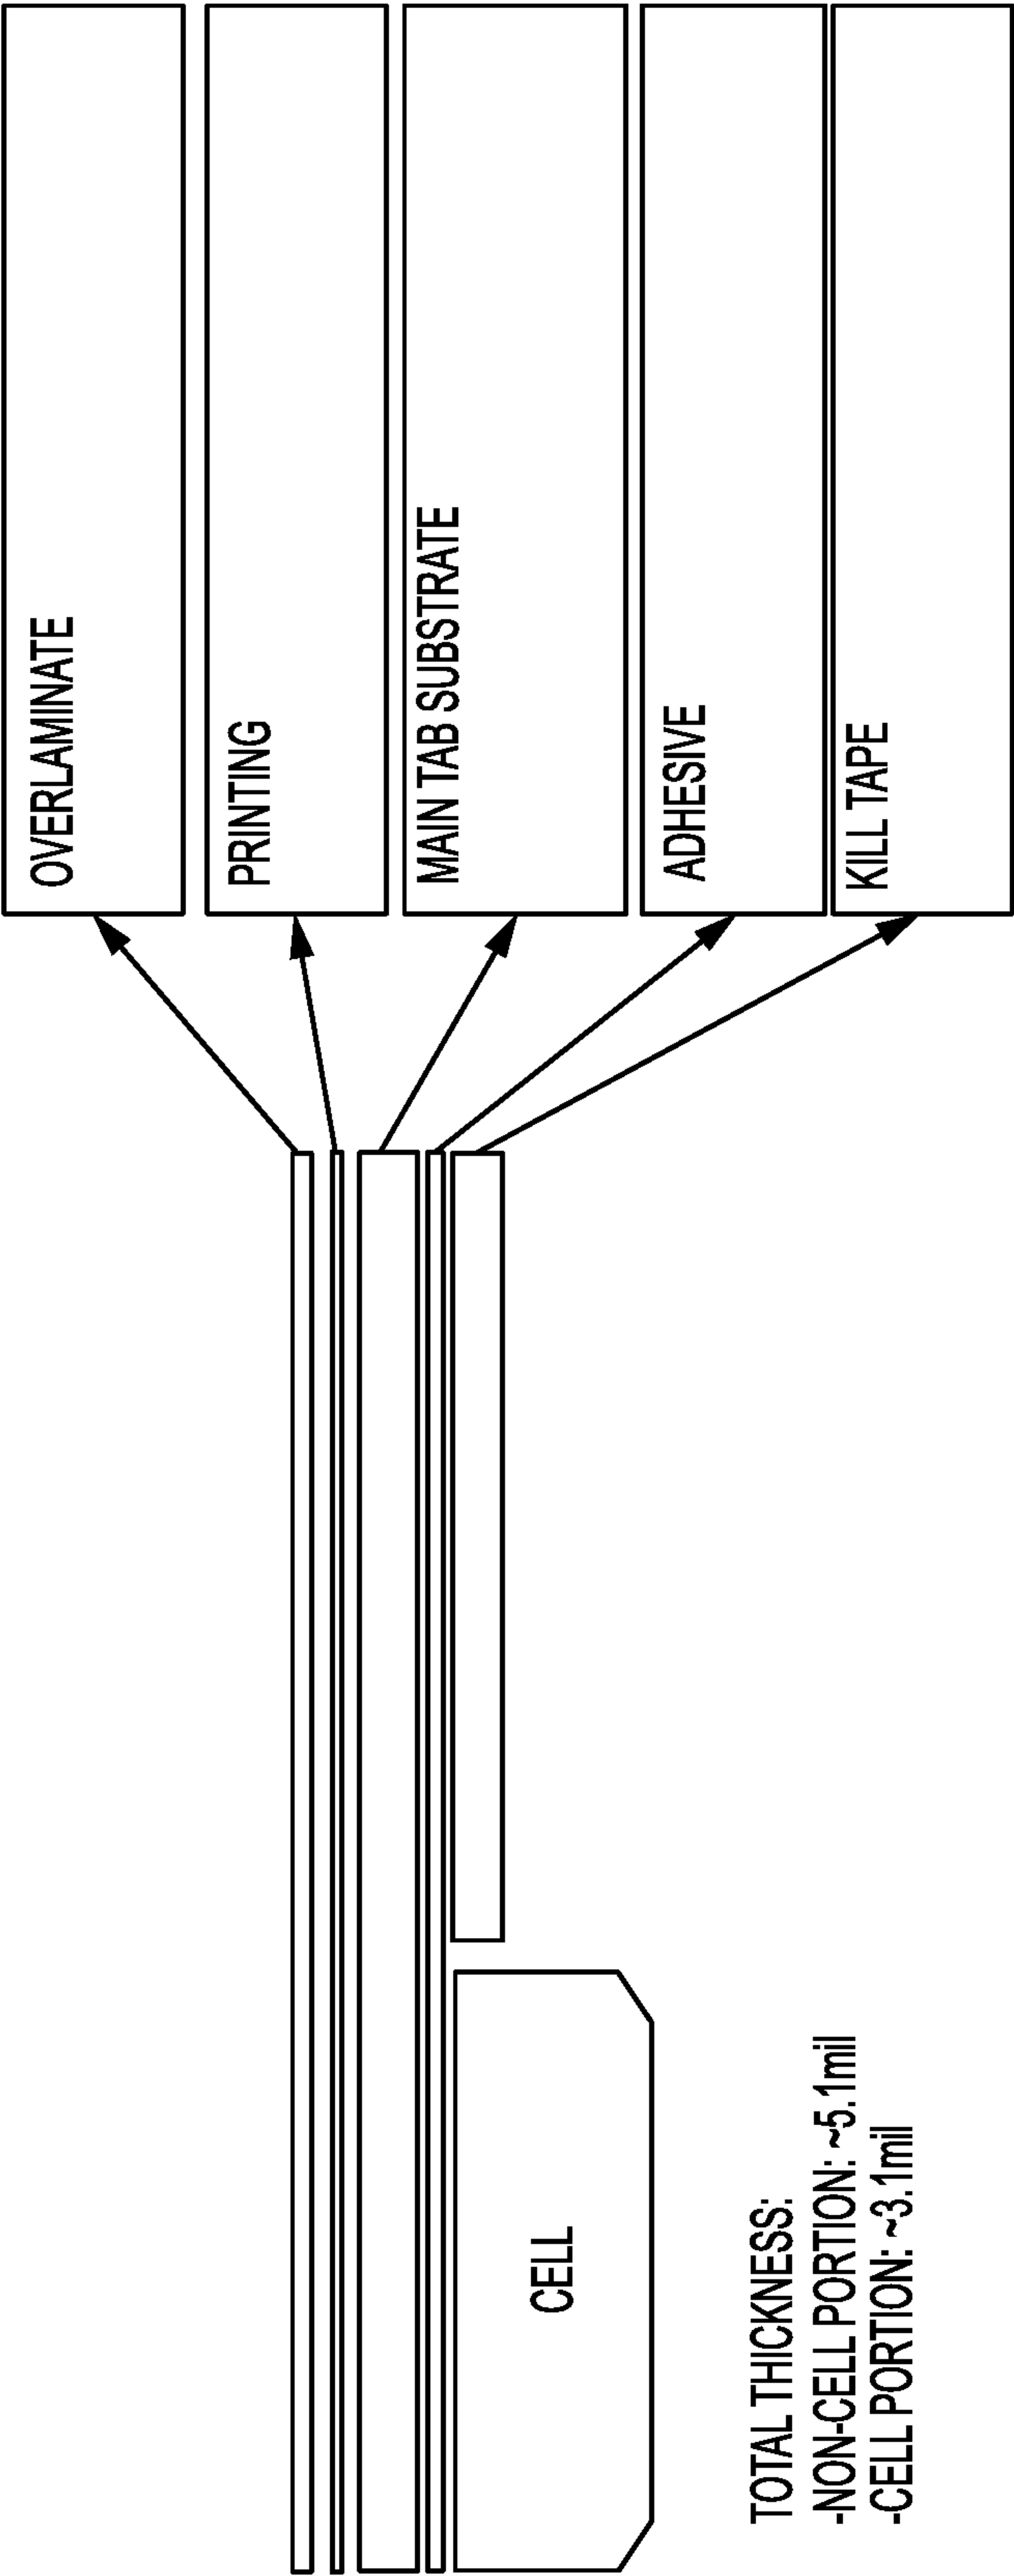 OVERLAMINATE
PRINTING
MAIN TAB SUBSTRATE
ADHESIVE
KILL TAPE
CELL
TOTAL THICKNESS:
-NON-CELL PORTION: ~5.1mil
-CELL PORTION: ~3.1mil